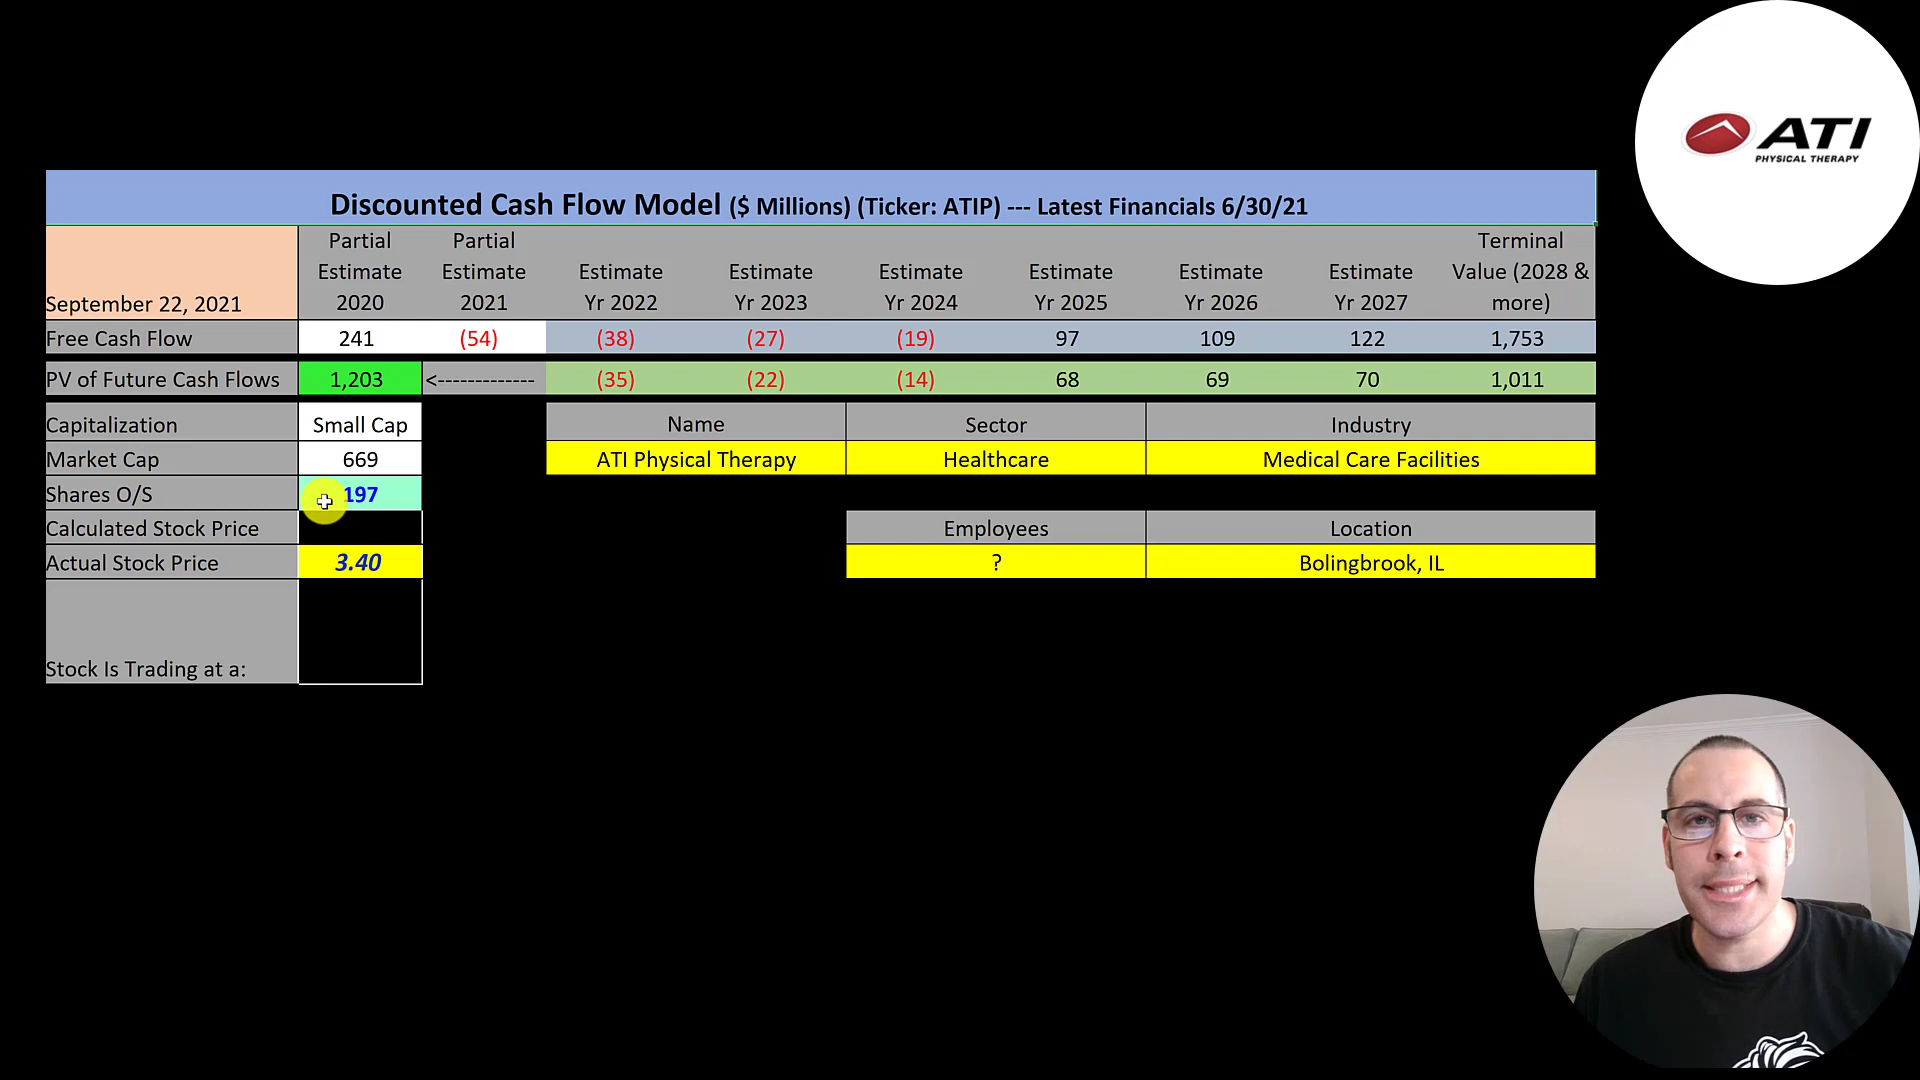 ATI
PHYSICAL THERAPY
Discounted Cash Flow Model ($ Millions) (Ticker: ATIP) --- Latest Financials 6/30/21
September 22, 2021
Partial Estimate 2020
Partial Estimate 2021
Estimate Yr 2022
Estimate Yr 2023
Estimate Yr 2024
Estimate Yr 2025
Estimate Yr 2026
Estimate Yr 2027
Terminal Value (2028 & more)
Free Cash Flow 241 (54) (38) (27) (19) 97 109 122 1,753
PV of Future Cash Flows 1,203 <------------- (35) (22) (14) 68 69 70 1,011
Capitalization Small Cap Name Sector Industry
Market Cap 669 ATI Physical Therapy Healthcare Medical Care Facilities
Shares O/S 197
Calculated Stock Price Employees Location
Actual Stock Price 3.40 ? Bolingbrook, IL
Stock Is Trading at a: